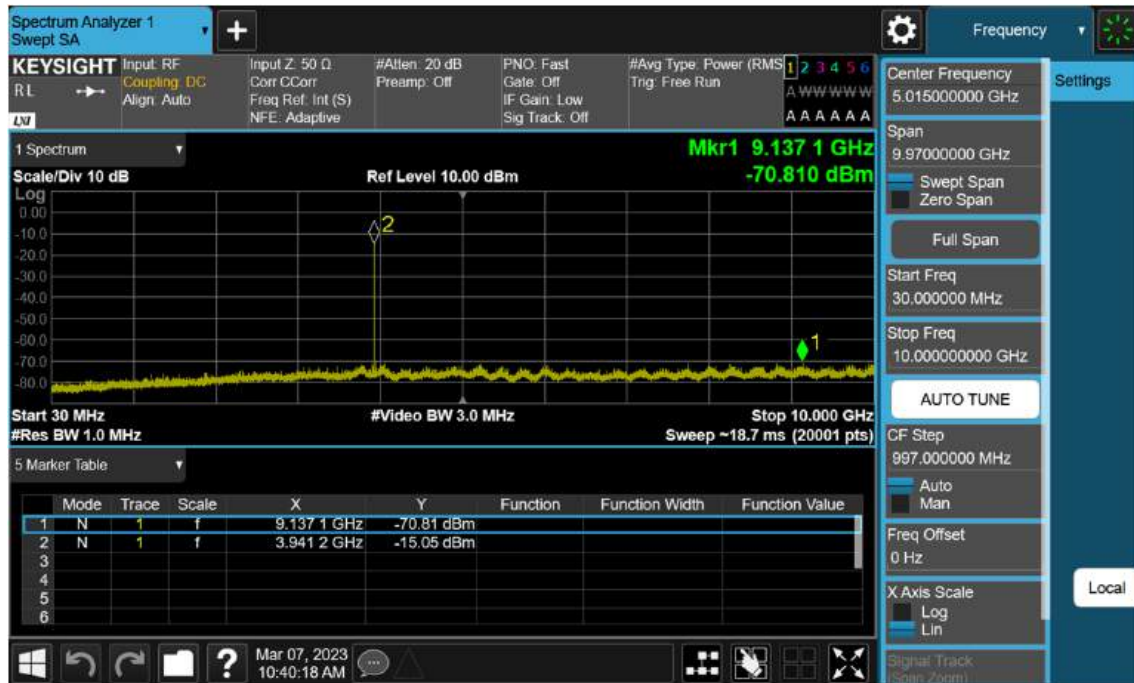 Spectrum Analyzer 1
Swept SA
+
Frequency
KEYSIGHT
RL
LXI
Input: RF
Coupling: DC
Align: Auto
Input Z: 50 Ω
Corr CCorr
Freq Ref: Int (S)
NFE: Adaptive
#Atten: 20 dB
Preamp: Off
PNO: Fast
Gate: Off
IF Gain: Low
Sig Track: Off
#Avg Type: Power (RMS
Trig: Free Run
1 2 3 4 5 6
A W W W W W
A A A A A A
1 Spectrum
Mkr1 9.137 1 GHz
Scale/Div 10 dB
Ref Level 10.00 dBm
-70.810 dBm
Log
0.00
-10.0
-20.0
-30.0
-40.0
-50.0
-60.0
-70.0
-80.0
2
1
Start 30 MHz
#Video BW 3.0 MHz
Stop 10.000 GHz
#Res BW 1.0 MHz
Sweep ~18.7 ms (20001 pts)
5 Marker Table
Mode Trace Scale X Y Function Function Width Function Value
1 N 1 f 9.137 1 GHz -70.81 dBm
2 N 1 f 3.941 2 GHz -15.05 dBm
3
4
5
6
Center Frequency
5.015000000 GHz
Span
9.97000000 GHz
Swept Span
Zero Span
Full Span
Start Freq
30.000000 MHz
Stop Freq
10.000000000 GHz
AUTO TUNE
CF Step
997.000000 MHz
Auto
Man
Freq Offset
0 Hz
X Axis Scale
Log
Lin
Signal Track
(Span Zoom)
Settings
Local
?
Mar 07, 2023
10:40:18 AM